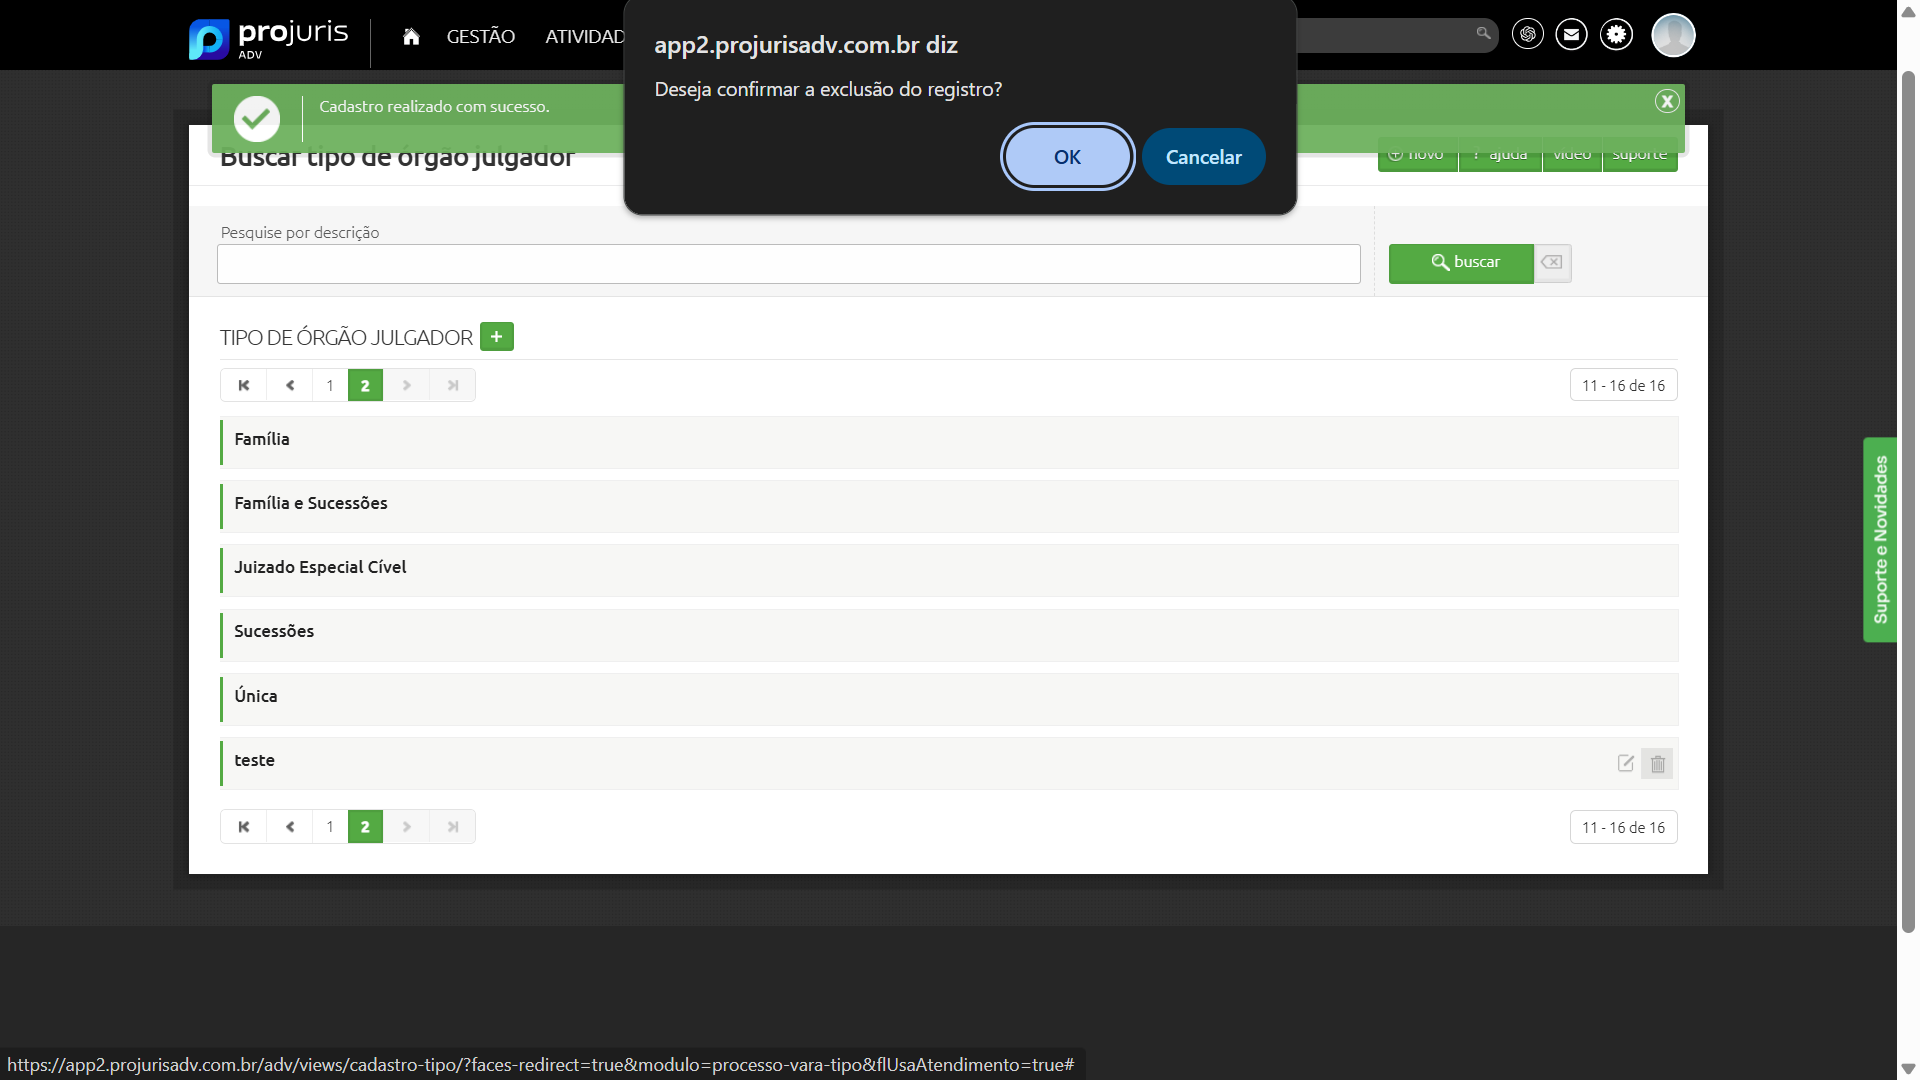 projuris
ADV
GESTÃO
ATIVIDAD
app2.projurisadv.com.br diz
Deseja confirmar a exclusão do registro?
OK
Cancelar
Cadastro realizado com sucesso.
X
Buscar tipo de órgão julgador
novo
? ajuda
vídeo
suporte
Pesquise por descrição
buscar
TIPO DE ÓRGÃO JULGADOR +
1
2
11 - 16 de 16
Família
Família e Sucessões
Juizado Especial Cível
Sucessões
Única
teste
1
2
11 - 16 de 16
Suporte e Novidades
https://app2.projurisadv.com.br/adv/views/cadastro-tipo/?faces-redirect=true&modulo=processo-vara-tipo&flUsaAtendimento=true#